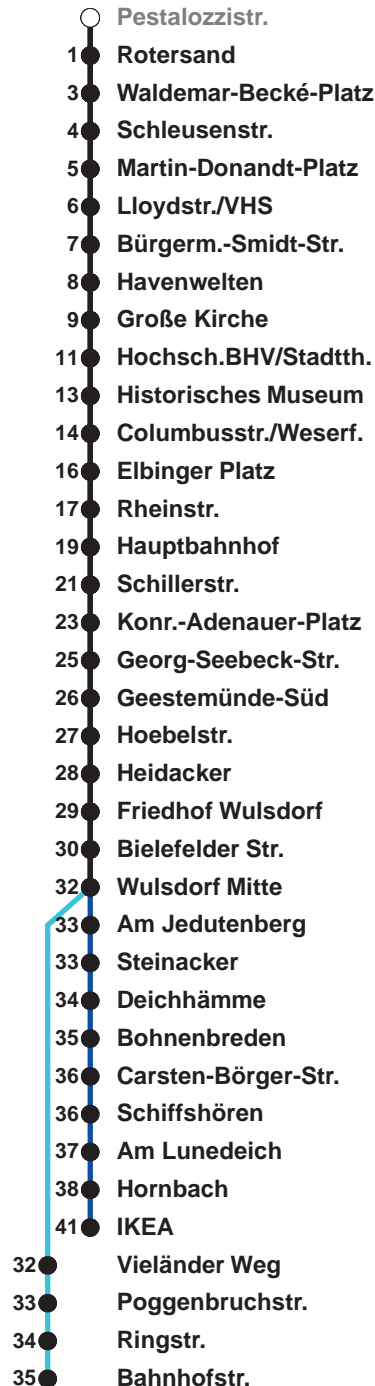 Pestalozzistr.
1 Rotersand
3 Waldemar-Becké-Platz
4 Schleusenstr.
5 Martin-Donandt-Platz
6 Lloydstr./VHS
7 Bürgerm.-Smidt-Str.
8 Havenwelten
9 Große Kirche
11 Hochsch.BHV/Stadtth.
13 Historisches Museum
14 Columbusstr./Weserf.
16 Elbinger Platz
17 Rheinstr.
19 Hauptbahnhof
21 Schillerstr.
23 Konr.-Adenauer-Platz
25 Georg-Seebeck-Str.
26 Geestemünde-Süd
27 Hoebelstr.
28 Heidacker
29 Friedhof Wulsdorf
30 Bielefelder Str.
32 Wulsdorf Mitte
33 Am Jedutenberg
33 Steinacker
34 Deichhämme
35 Bohnenbreden
36 Carsten-Börger-Str.
36 Schiffshören
37 Am Lunedeich
38 Hornbach
41 IKEA
32 Vieländer Weg
33 Poggenbruchstr.
34 Ringstr.
35 Bahnhofstr.